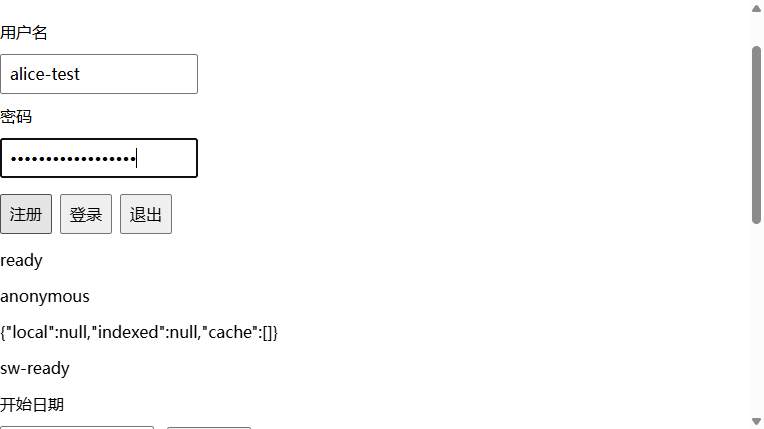 用户名
alice-test
密码
••••••••••••••••••
注册 登录 退出
ready
anonymous
{"local":null,"indexed":null,"cache":[]}
sw-ready
开始日期